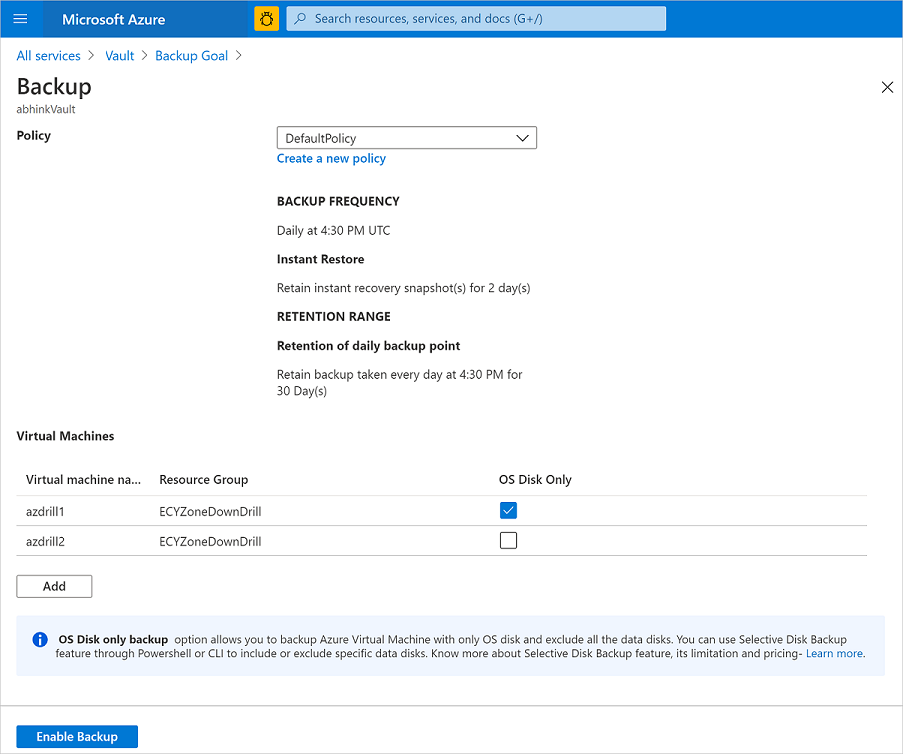 Microsoft Azure
Search resources, services, and docs (G+/)
All services > Vault > Backup Goal >
Backup
abhinkVault
Policy
DefaultPolicy
Create a new policy
BACKUP FREQUENCY
Daily at 4:30 PM UTC
Instant Restore
Retain instant recovery snapshot(s) for 2 day(s)
RETENTION RANGE
Retention of daily backup point
Retain backup taken every day at 4:30 PM for
30 Day(s)
Virtual Machines
Virtual machine na... Resource Group OS Disk Only
azdrill1 ECYZoneDownDrill
azdrill2 ECYZoneDownDrill
Add
OS Disk only backup option allows you to backup Azure Virtual Machine with only OS disk and exclude all the data disks. You can use Selective Disk Backup
feature through Powershell or CLI to include or exclude specific data disks. Know more about Selective Disk Backup feature, its limitation and pricing- Learn more.
Enable Backup